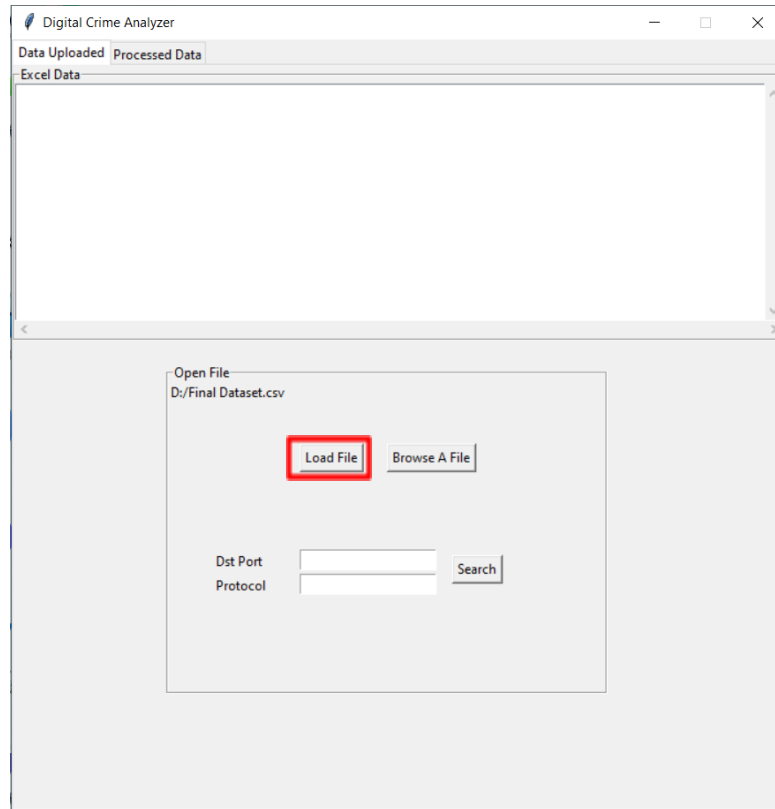 Digital Crime Analyzer
Data Uploaded Processed Data
Excel Data
Open File
D:/Final Dataset.csv
Load File Browse A File
Dst Port
Search
Protocol